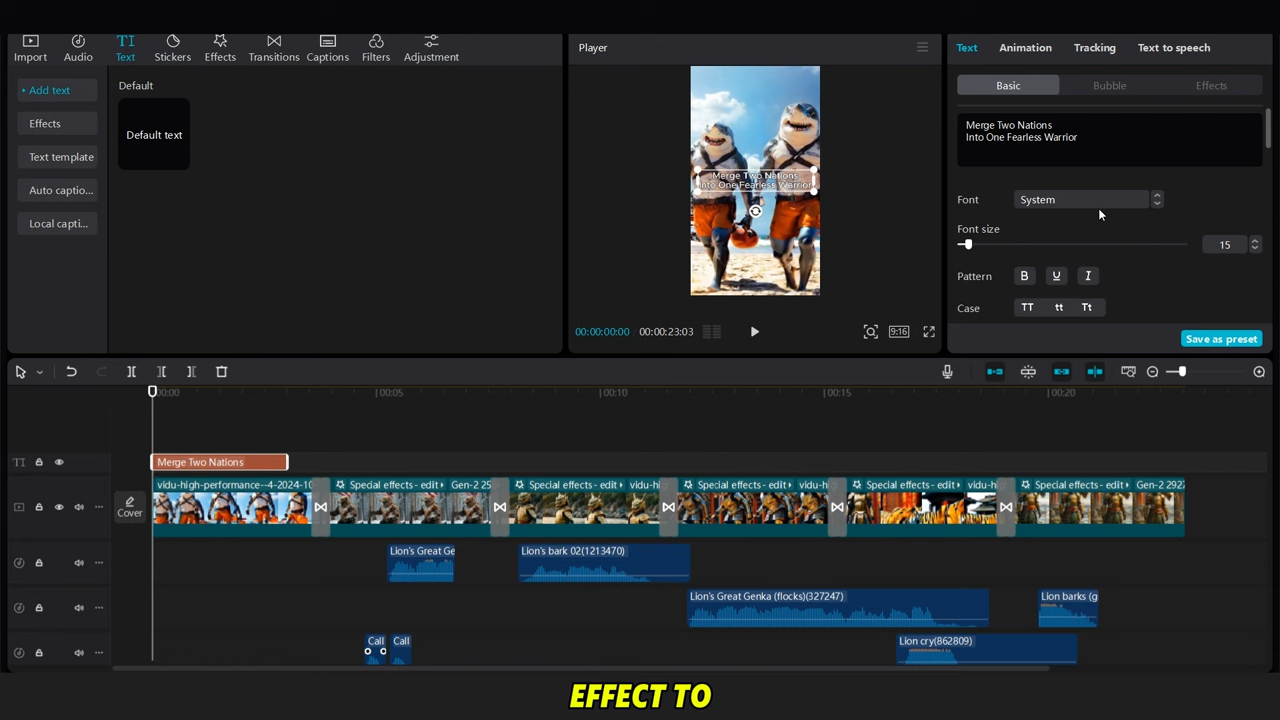 Import
Audio
TI
Text
Stickers
Effects
Transitions
Captions
Filters
Adjustment
Add text
Effects
Text template
Auto captio...
Local capti...
Default
Default text
Player
Merge Two Nations
Into One Fearless Warrior
00:00:00:00
00:00:23:03
9:16
Text
Animation
Tracking
Text to speech
Basic
Bubble
Effects
Merge Two Nations
Into One Fearless Warrior
Font
System
Font size
15
Pattern
B
U
I
Case
TT
tt
Tt
Save as preset
00:00
00:05
00:10
00:15
00:20
TI
Merge Two Nations
Cover
vidu-high-performance--4-2024-10
Special effects - edit
Gen-2 25
Special effects - edit
vidu-hi
Special effects - edit
vidu-h
Special effects - edit
vidu-h
Special effects - edit
Gen-2 292
Lion's Great Ge
Lion's bark 02(1213470)
Lion's Great Genka (flocks)(327247)
Lion barks (g
Call
Call
Lion cry(862809)
EFFECT TO